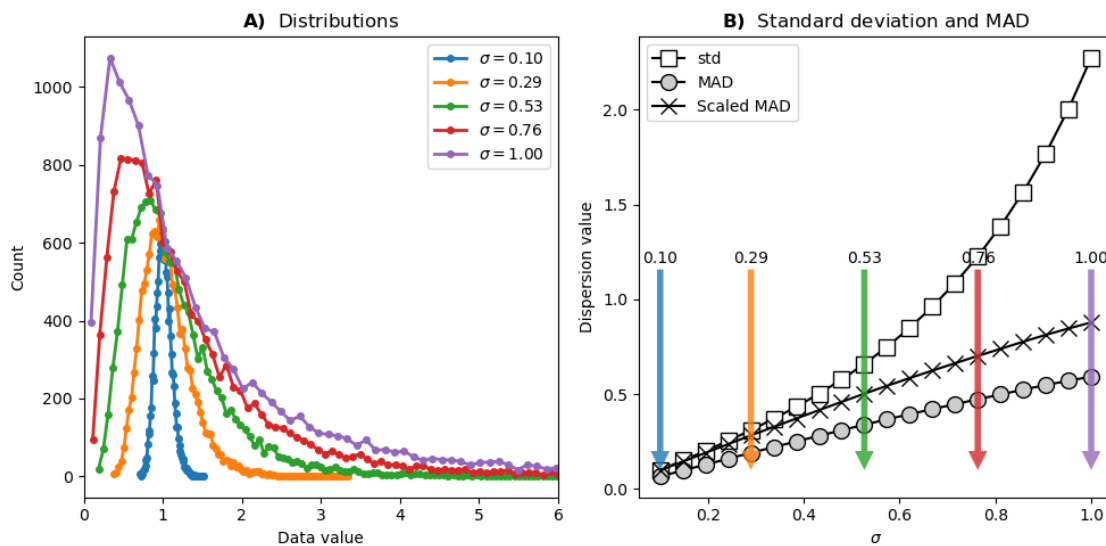 A) Distributions
1000
800
600
400
200
0
Count
0 1 2 3 4 5 6
Data value
σ = 0.10
σ = 0.29
σ = 0.53
σ = 0.76
σ = 1.00
B) Standard deviation and MAD
2.0
1.5
1.0
0.5
0.0
Dispersion value
0.2 0.4 0.6 0.8 1.0
σ
std
MAD
Scaled MAD
0.10 0.29 0.53 0.76 1.00